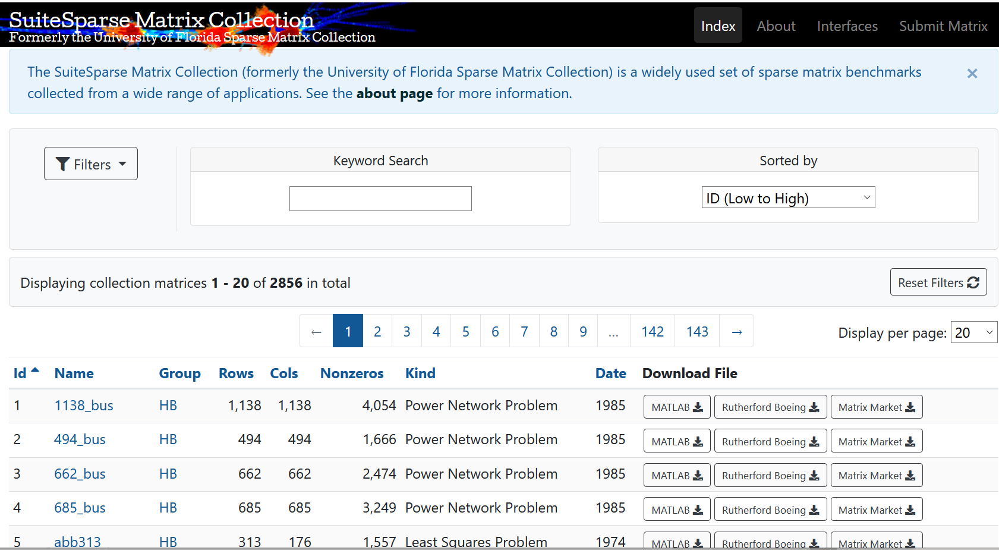 SuiteSparse Matrix Collection
Formerly the University of Florida Sparse Matrix Collection
Index About Interfaces Submit Matrix
The SuiteSparse Matrix Collection (formerly the University of Florida Sparse Matrix Collection) is a widely used set of sparse matrix benchmarks
collected from a wide range of applications. See the about page for more information.
×
Filters
Keyword Search
Sorted by
ID (Low to High)
Displaying collection matrices 1 - 20 of 2856 in total
Reset Filters
← 1 2 3 4 5 6 7 8 9 ... 142 143 →
Display per page: 20
Id Name Group Rows Cols Nonzeros Kind Date Download File
1 1138_bus HB 1,138 1,138 4,054 Power Network Problem 1985 MATLAB Rutherford Boeing Matrix Market
2 494_bus HB 494 494 1,666 Power Network Problem 1985 MATLAB Rutherford Boeing Matrix Market
3 662_bus HB 662 662 2,474 Power Network Problem 1985 MATLAB Rutherford Boeing Matrix Market
4 685_bus HB 685 685 3,249 Power Network Problem 1985 MATLAB Rutherford Boeing Matrix Market
5 abb313 HB 313 176 1,557 Least Squares Problem 1974 MATLAB Rutherford Boeing Matrix Market